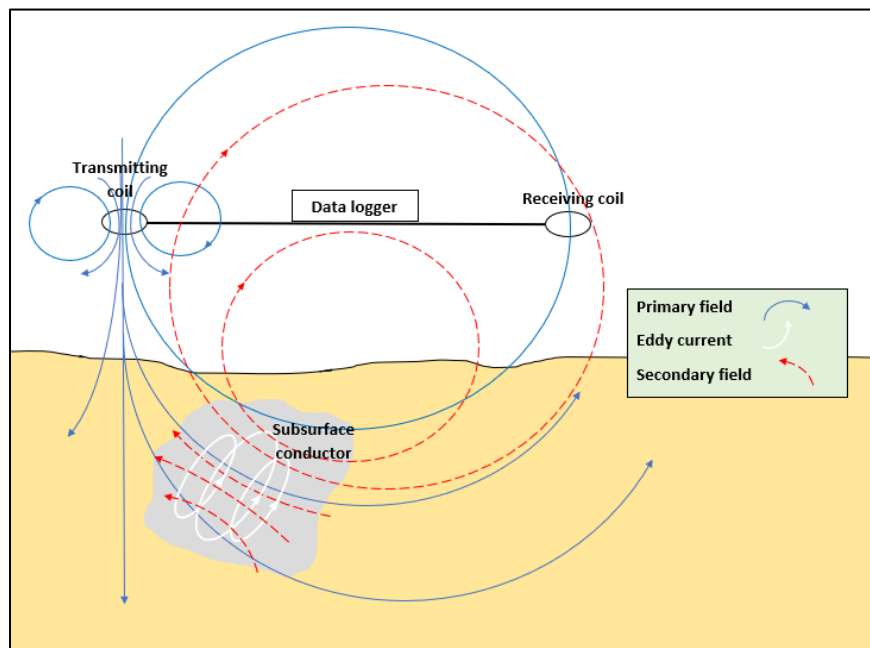 Transmitting
coil
Data logger
Receiving coil
Primary field
Eddy current
Secondary field
Subsurface
conductor